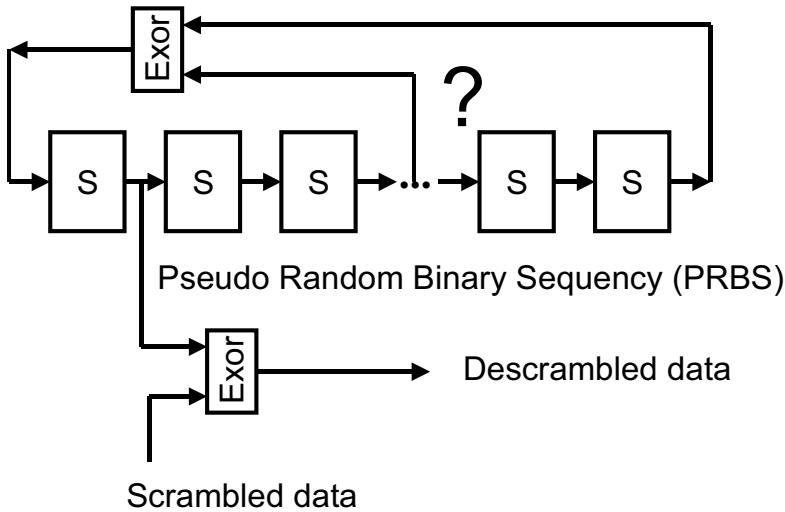 Exor
?
S S S ... S S
Pseudo Random Binary Sequency (PRBS)
Exor
Descrambled data
Scrambled data